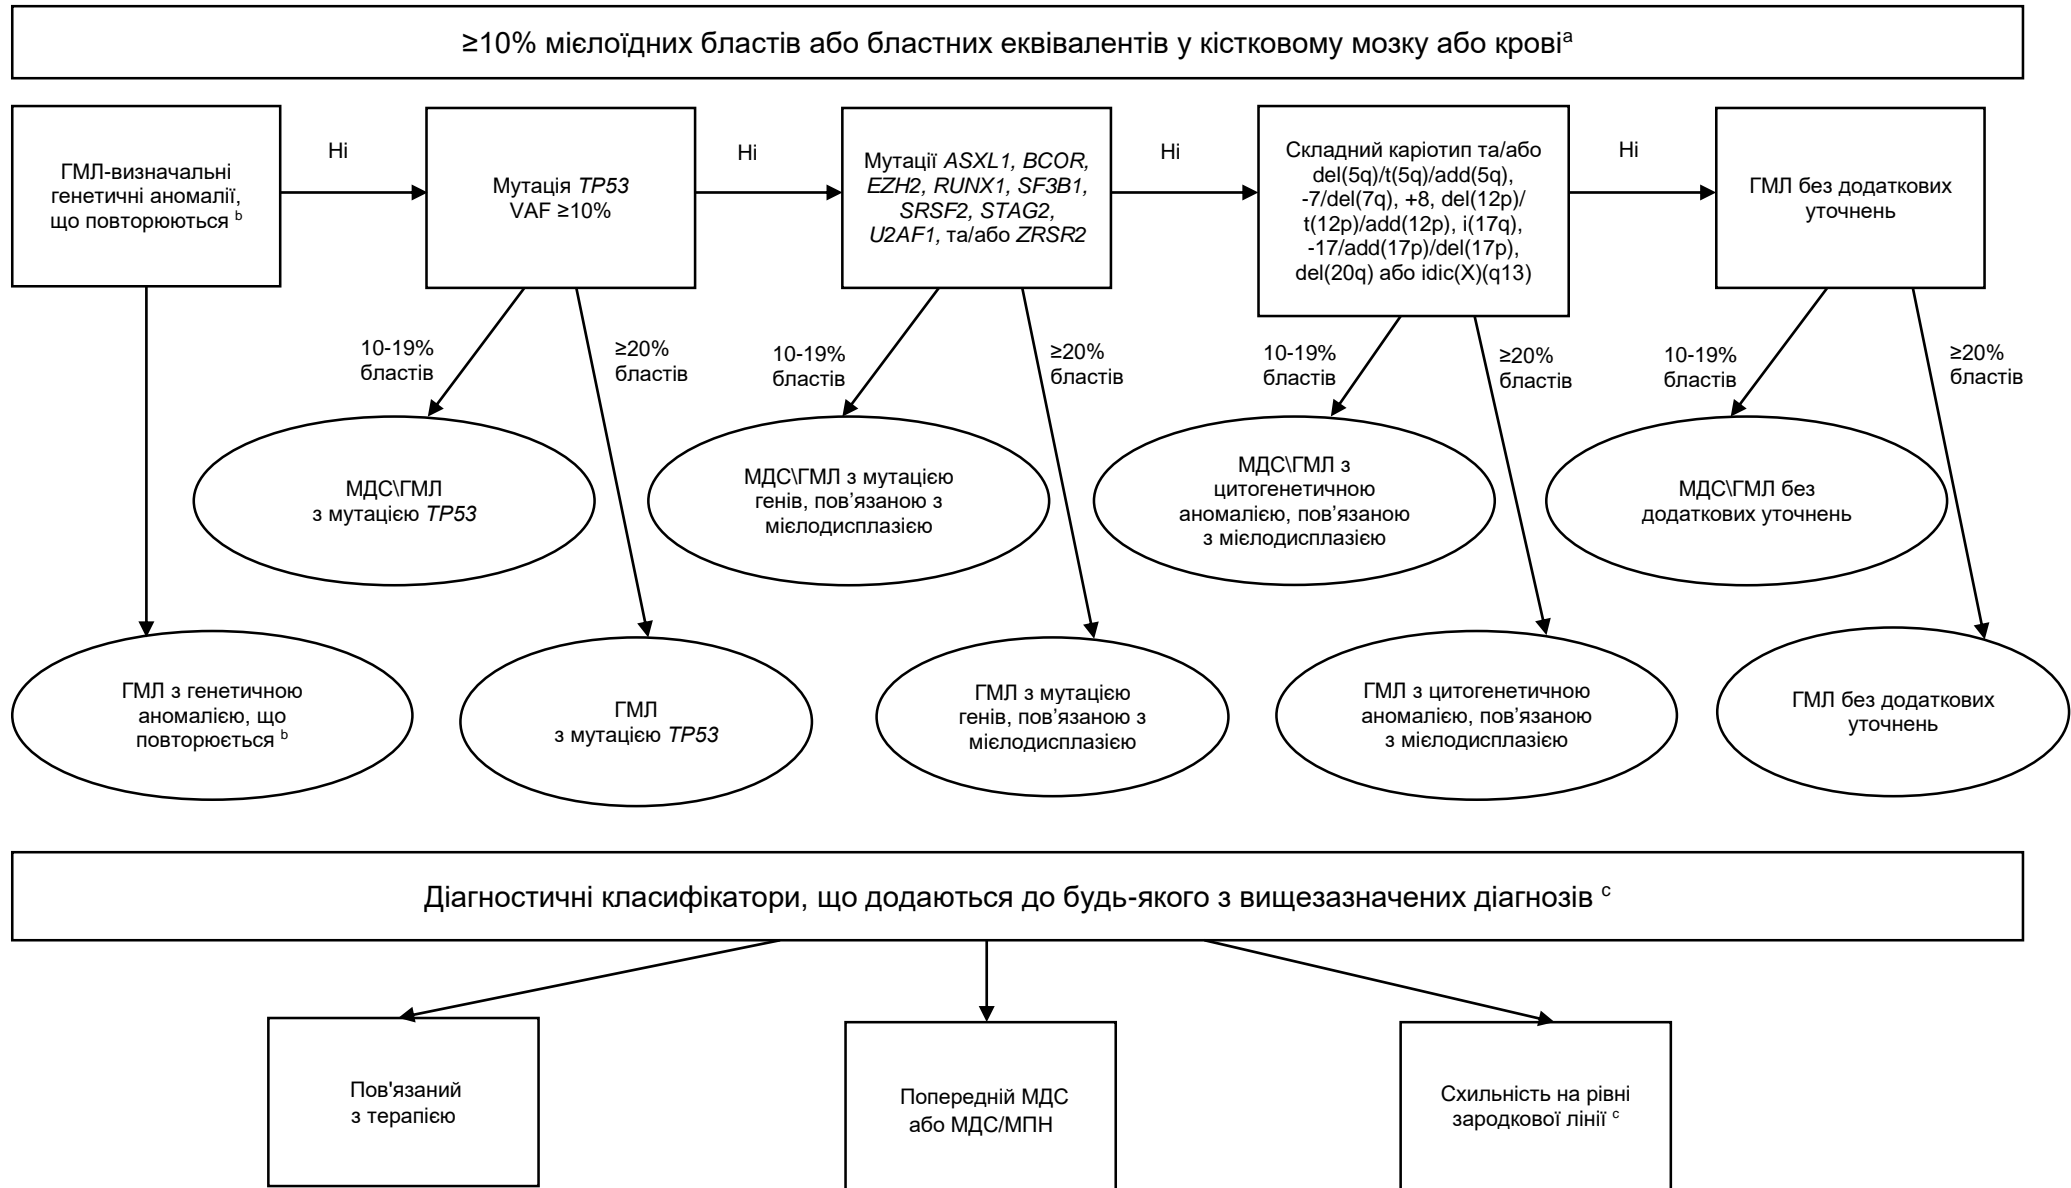 ≥10% мієлоїдних бластів або бластних еквівалентів у кістковому мозку або кровіᵃ
ГМЛ-визначальні
генетичні аномалії,
що повторюються ᵇ
Ні
Мутація TP53
VAF ≥10%
Ні
Мутації ASXL1, BCOR,
EZH2, RUNX1, SF3B1,
SRSF2, STAG2,
U2AF1, та/або ZRSR2
Ні
Складний каріотип та/або
del(5q)/t(5q)/add(5q),
-7/del(7q), +8, del(12p)/
t(12p)/add(12p), i(17q),
-17/add(17p)/del(17p),
del(20q) або idic(X)(q13)
Ні
ГМЛ без додаткових
уточнень
10-19%
бластів
≥20%
бластів
10-19%
бластів
≥20%
бластів
10-19%
бластів
≥20%
бластів
10-19%
бластів
≥20%
бластів
МДС\ГМЛ
з мутацією TP53
МДС\ГМЛ з мутацією
генів, пов’язаною з
мієлодисплазією
МДС\ГМЛ з
цитогенетичною
аномалією, пов’язаною
з мієлодисплазією
МДС\ГМЛ без
додаткових уточнень
ГМЛ з генетичною
аномалією, що
повторюється ᵇ
ГМЛ
з мутацією TP53
ГМЛ з мутацією
генів, пов’язаною з
мієлодисплазією
ГМЛ з цитогенетичною
аномалією, пов’язаною
з мієлодисплазією
ГМЛ без додаткових
уточнень
Діагностичні класифікатори, що додаються до будь-якого з вищезазначених діагнозів ᶜ
Пов'язаний
з терапією
Попередній МДС
або МДС/МПН
Схильність на рівні
зародкової лінії ᶜ